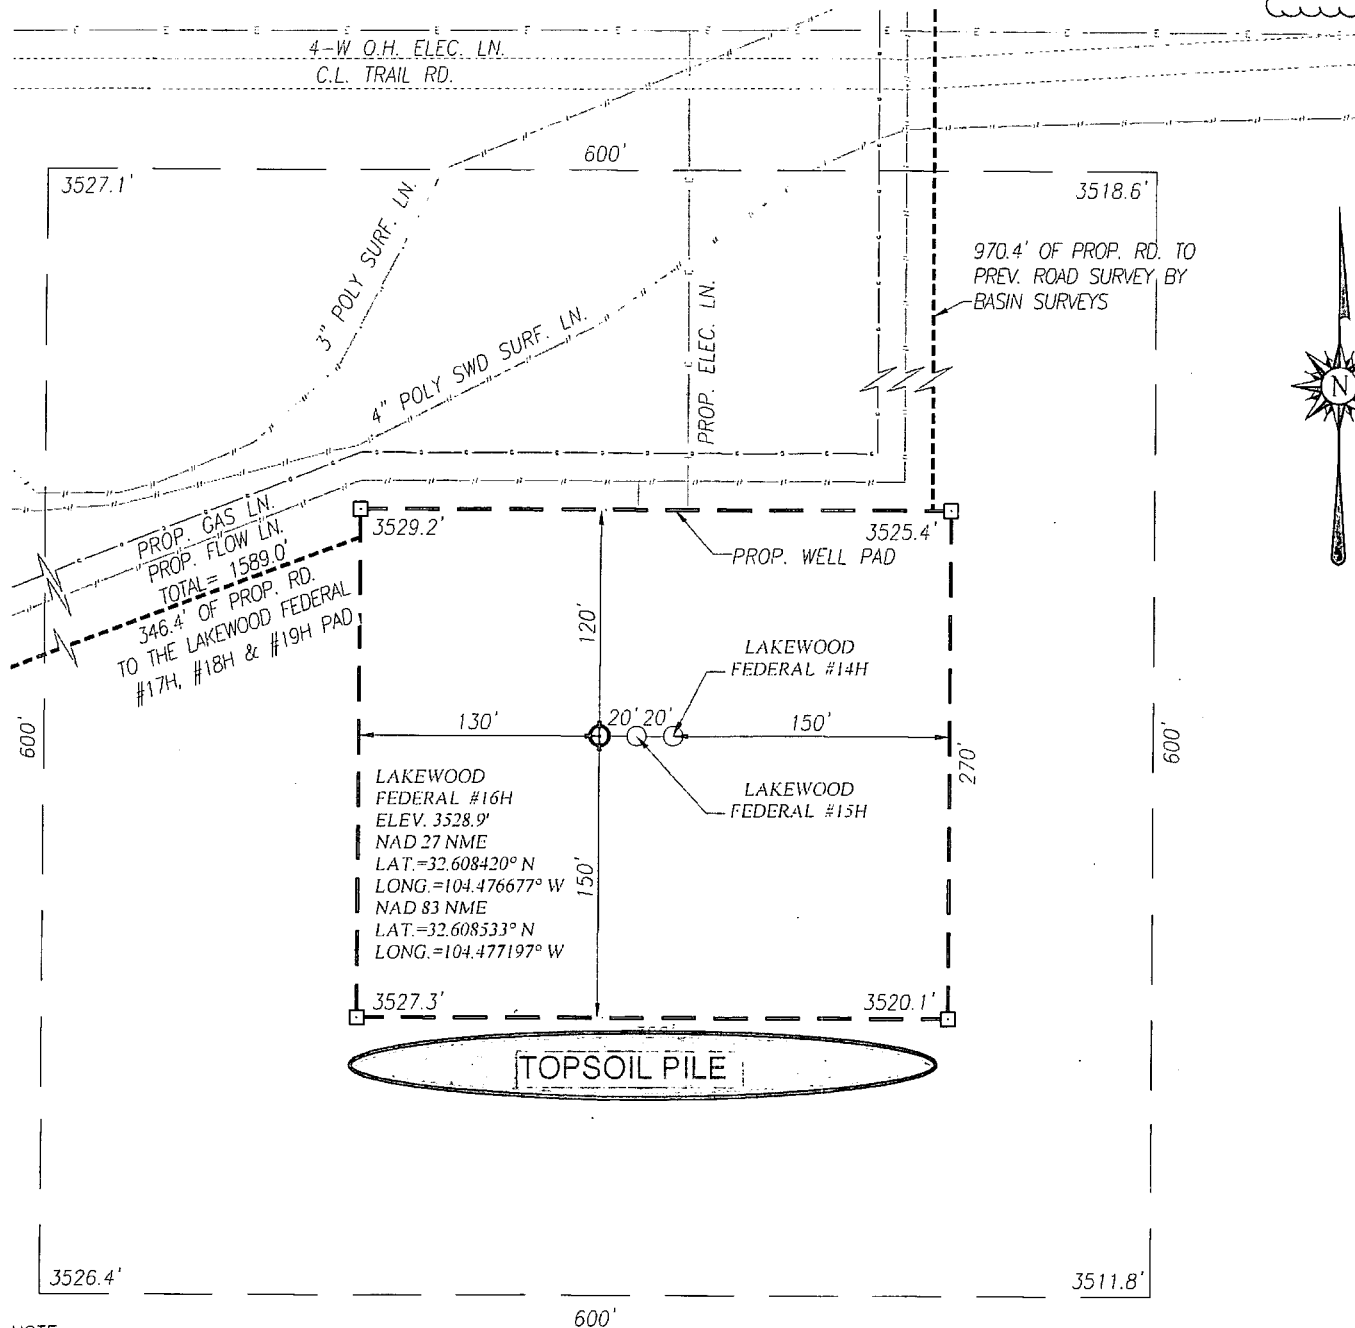 4-W O.H. ELEC. LN.
C.L. TRAIL RD.
600'
3527.1'
3518.6'
3" POLY SURF. LN.
4" POLY SWD SURF. LN.
PROP. ELEC. LN.
970.4' OF PROP. RD. TO
PREV. ROAD SURVEY BY
BASIN SURVEYS
N
PROP. GAS LN.
PROP. FLOW LN.
TOTAL= 1589.0'
346.4' OF PROP. RD.
TO THE LAKEWOOD FEDERAL
#17H, #18H & #19H PAD
3529.2'
3525.4'
PROP. WELL PAD
120'
LAKEWOOD
FEDERAL #14H
600'
130'
20' 20'
150'
270'
600'
LAKEWOOD
FEDERAL #15H
LAKEWOOD
FEDERAL #16H
ELEV. 3528.9'
NAD 27 NME
LAT.=32.608420° N
LONG.=104.476677° W
NAD 83 NME
LAT.=32.608533° N
LONG.=104.477197° W
150'
3527.3'
3520.1'
TOPSOIL PILE
3526.4'
3511.8'
600'